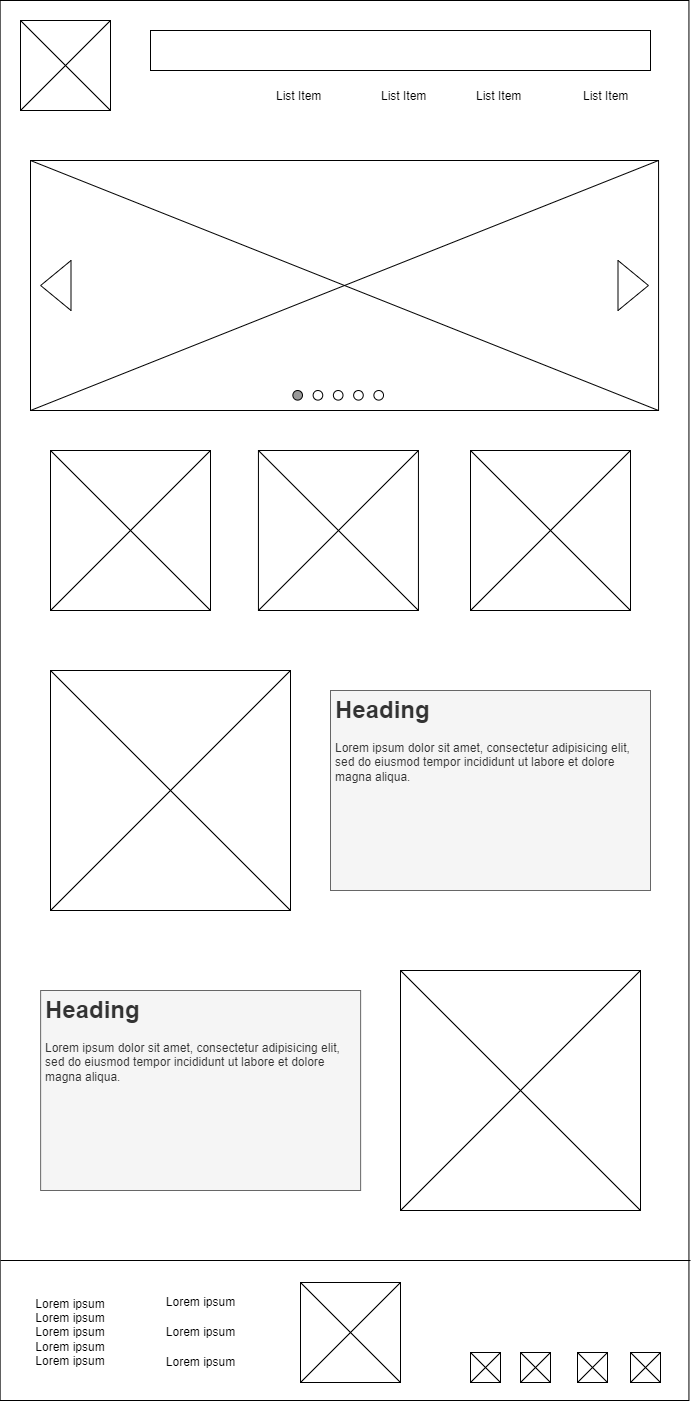 List Item
List Item
List Item
List Item
Heading
Lorem ipsum dolor sit amet, consectetur adipisicing elit,
sed do eiusmod tempor incididunt ut labore et dolore
magna aliqua.
Heading
Lorem ipsum dolor sit amet, consectetur adipisicing elit,
sed do eiusmod tempor incididunt ut labore et dolore
magna aliqua.
Lorem ipsum
Lorem ipsum
Lorem ipsum
Lorem ipsum
Lorem ipsum
Lorem ipsum
Lorem ipsum
Lorem ipsum